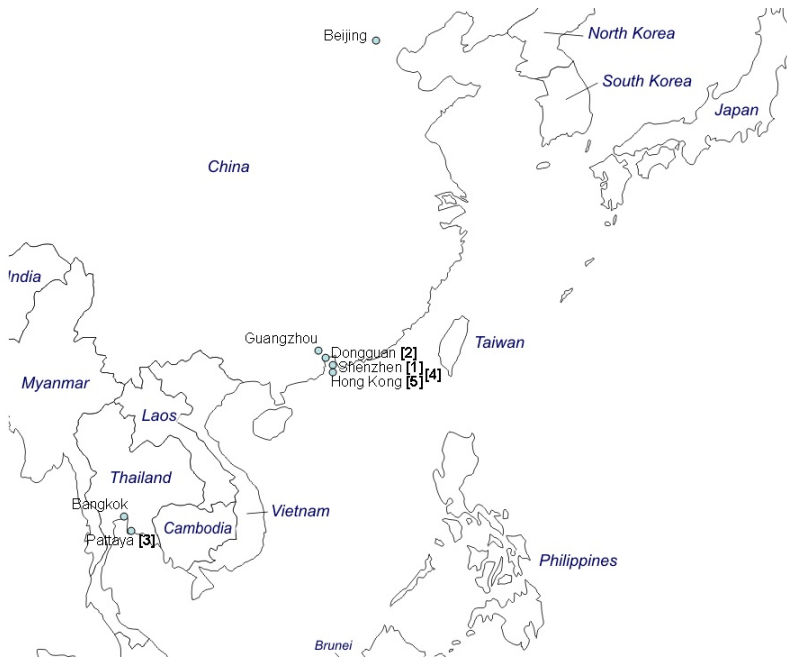 Beijing
North Korea
South Korea
Japan
China
India
Guangzhou
Dongguan [2]
Taiwan
Shenzhen [1]
[4]
Hong Kong [5]
Myanmar
Laos
Thailand
Bangkok
Vietnam
Cambodia
Pattaya [3]
Philippines
Brunei